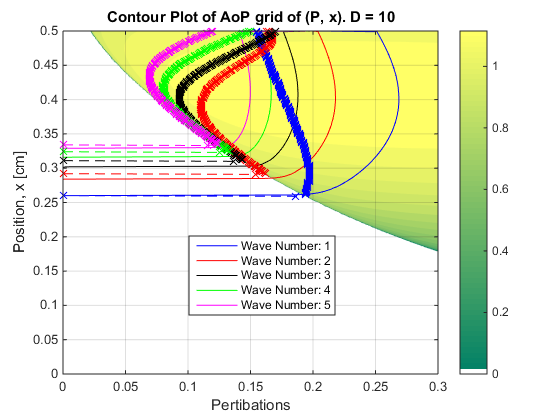 Contour Plot of AoP grid of (P, x). D = 10
Position, x [cm]
0.5
0.45
0.4
0.35
0.3
0.25
0.2
0.15
0.1
0.05
0
Wave Number: 1
Wave Number: 2
Wave Number: 3
Wave Number: 4
Wave Number: 5
0 0.05 0.1 0.15 0.2 0.25 0.3
Pertibations
1
0.8
0.6
0.4
0.2
0